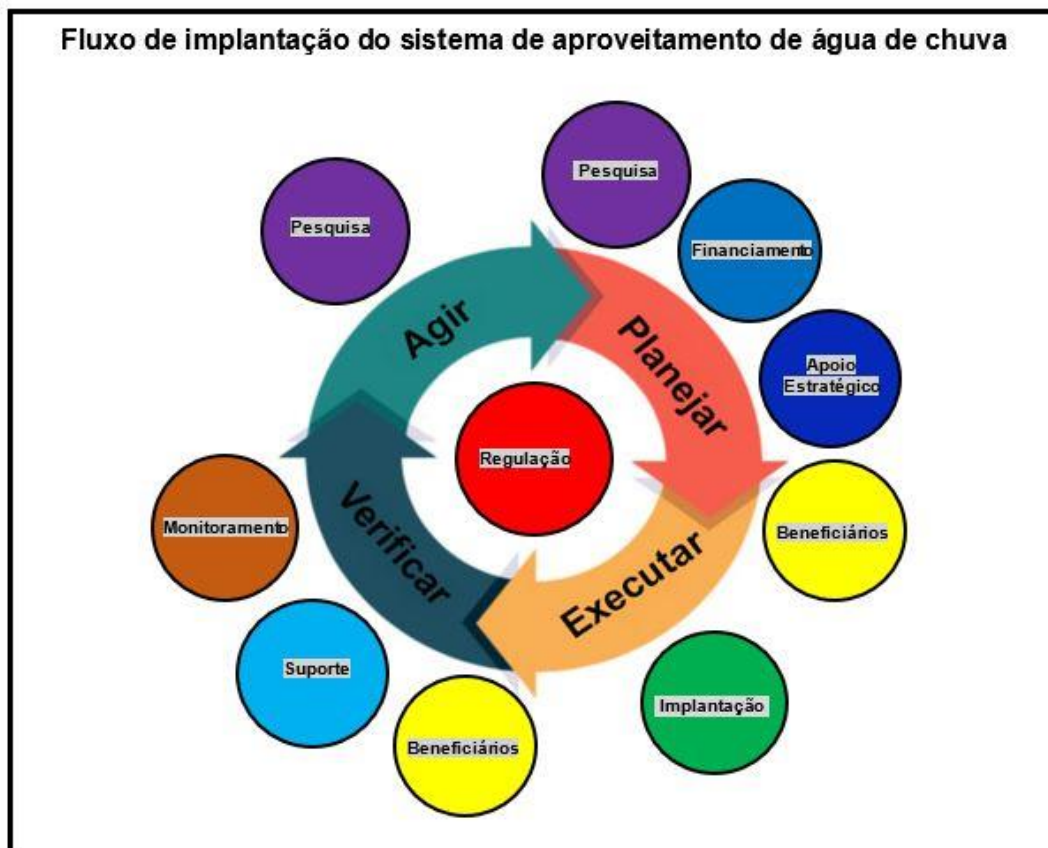 Fluxo de implantação do sistema de aproveitamento de água de chuva
Pesquisa
Pesquisa
Financiamento
Agir
Planejar
Apoio
Estratégico
Regulação
Monitoramento
Verificar
Executar
Beneficiários
Suporte
Implantação
Beneficiários